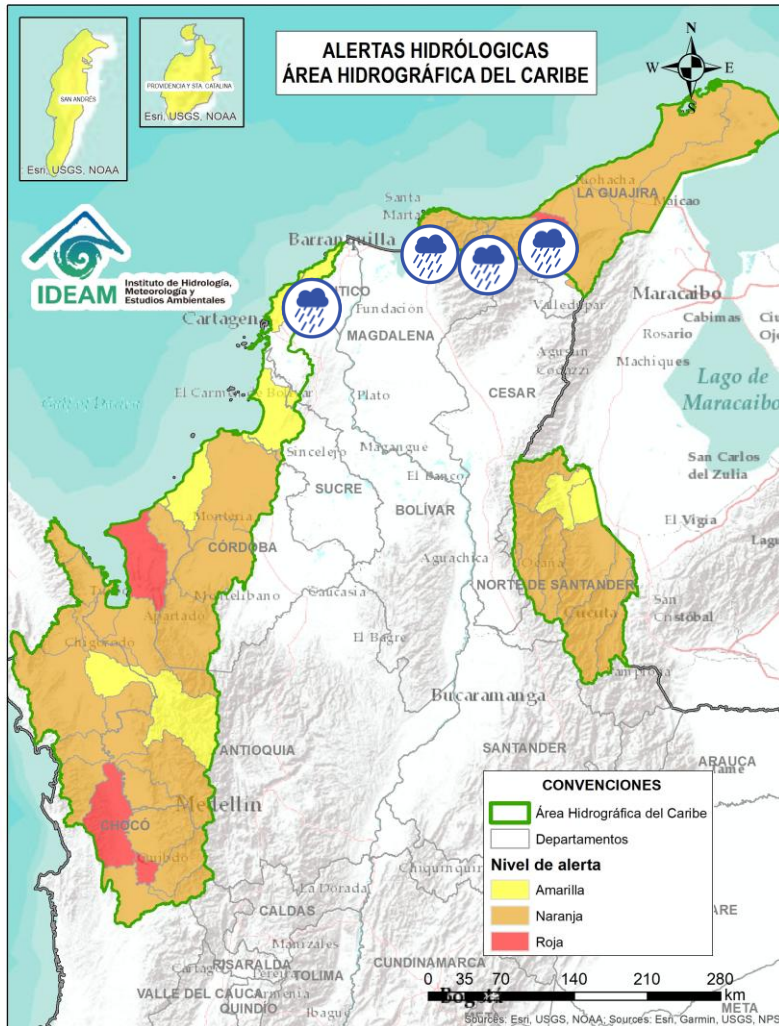 ALERTAS HIDRÓLOGICAS
ÁREA HIDROGRÁFICA DEL CARIBE
N
W E
S
SAN ANDRÉS
PROVIDENCIA Y STA. CATALINA
Esri, USGS, NOAA
Esri, USGS, NOAA
IDEAM
Instituto de Hidrología,
Meteorología y
Estudios Ambientales
Riohacha
LA GUAJIRA
Maicao
Santa
Marta
Barranquilla
Cartagena
Fundación
MAGDALENA
Valledupar
Maracaibo
Cabimas
Rosario
Machiques
Agustín
Codazzi
CESAR
Lago de
Maracaibo
El Carmen de Bolívar
Plato
Sincelejo
Magangue
El Banco
SUCRE
BOLÍVAR
San Carlos
del Zulia
El Vigía
Montería
CÓRDOBA
Aguachica
Ocaña
NORTE DE SANTANDER
Cúcuta
San
Cristóbal
Montelíbano
Caucasia
Apartadó
El Bagre
Chigorodó
Pamplona
Bucaramanga
ANTIOQUIA
SANTANDER
ARAUCA
Medellín
CHOCÓ
Quibdó
Chiquinquirá
La Dorada
CALDAS
Manizales
RISARALDA
Cartago
Pereira
TOLIMA
CUNDINAMARCA
VALLE DEL CAUCA
Armenia
QUINDÍO
Ibagué
Bogotá
META
META
CONVENCIONES
Área Hidrográfica del Caribe
Departamentos
Nivel de alerta
Amarilla
Naranja
Roja
0 35 70 140 210 280
km
Sources: Esri, USGS, NOAA; Sources: Esri, Garmin, USGS, NPS